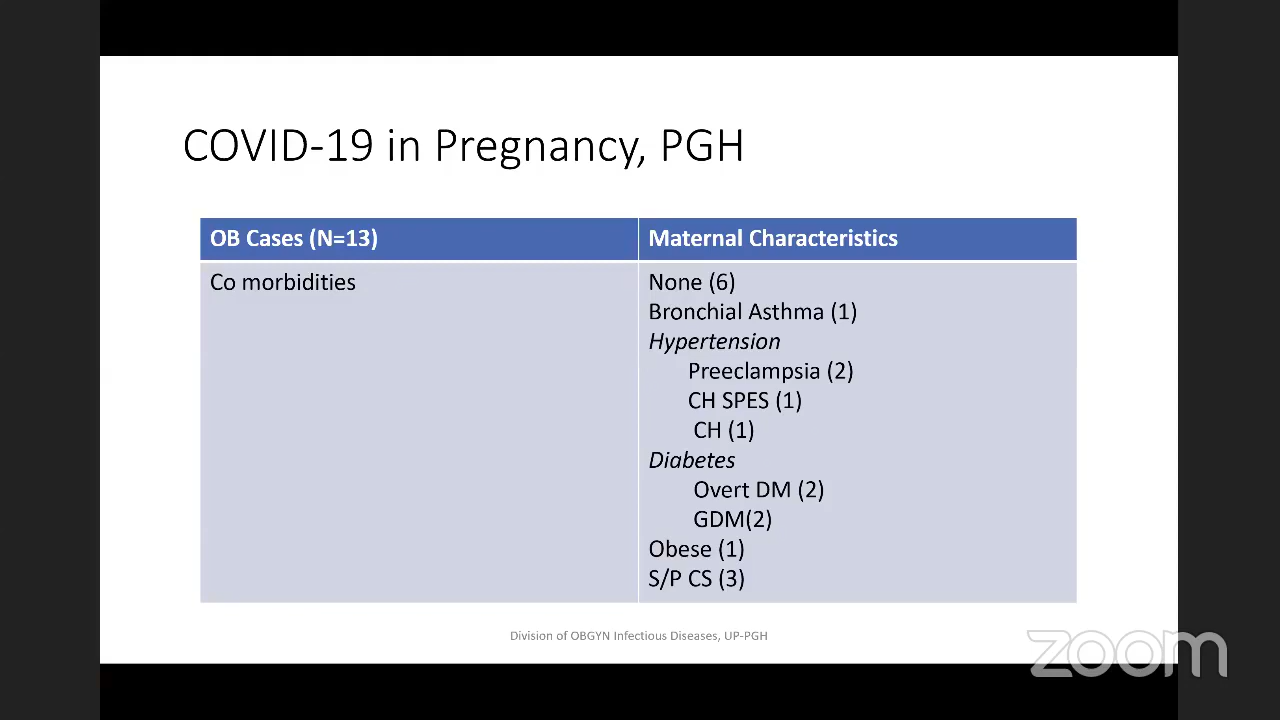 COVID-19 in Pregnancy, PGH
OB Cases (N=13)
Maternal Characteristics
Co morbidities
None (6)
Bronchial Asthma (1)
Hypertension
Preeclampsia (2)
CH SPES (1)
CH (1)
Diabetes
Overt DM (2)
GDM(2)
Obese (1)
S/P CS (3)
Division of OBGYN Infectious Diseases, UP-PGH
zoom